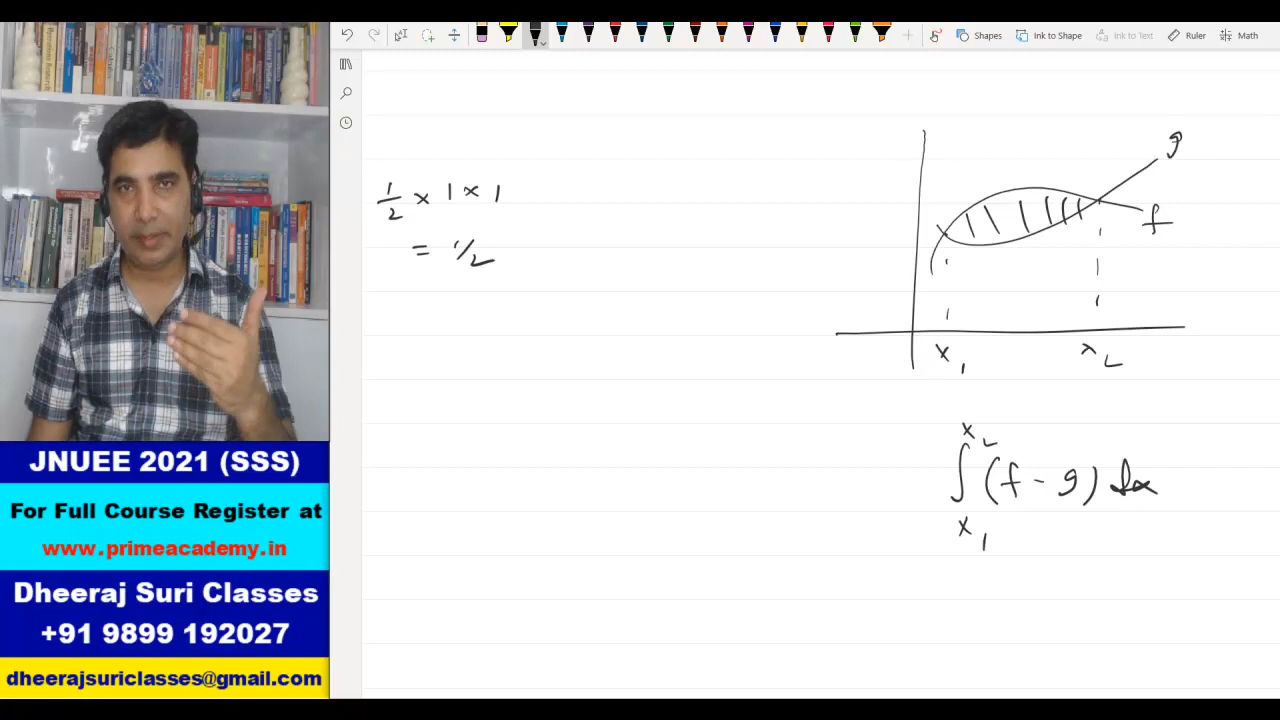 Shapes
Ink to Shape
Ink to Text
Ruler
Math
1/2 × 1 × 1
= 1/2
g
f
x₁
x₂
∫ₓ₁ˣ₂ (f - g) dx
JNUEE 2021 (SSS)
For Full Course Register at
www.primeacademy.in
Dheeraj Suri Classes
+91 9899 192027
dheerajsuriclasses@gmail.com